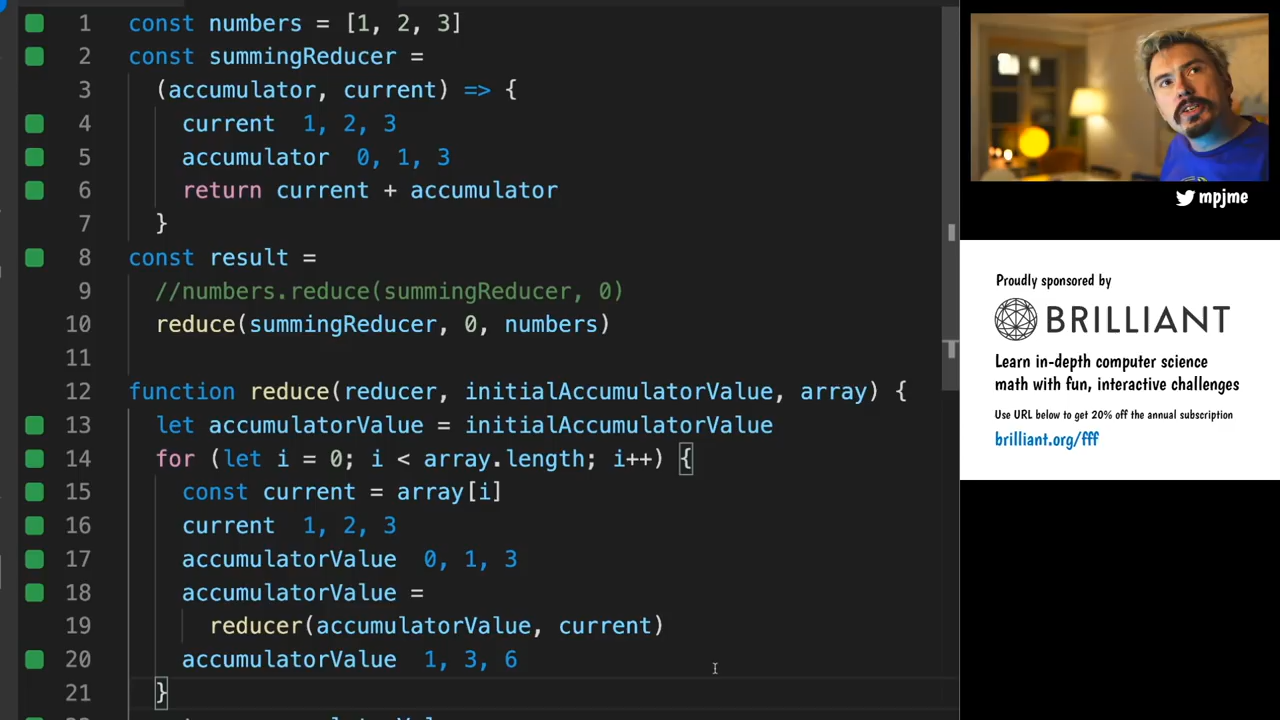 1 const numbers = [1, 2, 3]
2 const summingReducer =
3 (accumulator, current) => {
4 current 1, 2, 3
5 accumulator 0, 1, 3
6 return current + accumulator
7 }
8 const result =
9 //numbers.reduce(summingReducer, 0)
10 reduce(summingReducer, 0, numbers)
11
12 function reduce(reducer, initialAccumulatorValue, array) {
13 let accumulatorValue = initialAccumulatorValue
14 for (let i = 0; i < array.length; i++) {
15 const current = array[i]
16 current 1, 2, 3
17 accumulatorValue 0, 1, 3
18 accumulatorValue =
19 reducer(accumulatorValue, current)
20 accumulatorValue 1, 3, 6
21 }
mpjme
Proudly sponsored by
BRILLIANT
Learn in-depth computer science
math with fun, interactive challenges
Use URL below to get 20% off the annual subscription
brilliant.org/fff